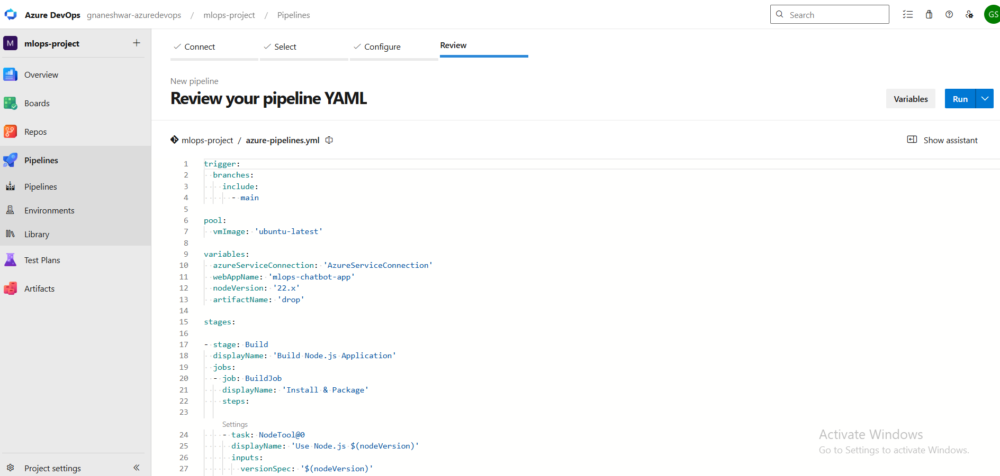 Azure DevOps gnaneshwar-azuredevops / mlops-project / Pipelines Search GS
M mlops-project +
Overview
Boards
Repos
Pipelines
Pipelines
Environments
Library
Test Plans
Artifacts
Project settings
Connect Select Configure Review
New pipeline
Review your pipeline YAML
Variables Run
mlops-project / azure-pipelines.yml Show assistant
1 trigger:
2   branches:
3     include:
4       - main
5
6 pool:
7   vmImage: 'ubuntu-latest'
8
9 variables:
10   azureServiceConnection: 'AzureServiceConnection'
11   webAppName: 'mlops-chatbot-app'
12   nodeVersion: '22.x'
13   artifactName: 'drop'
14
15 stages:
16
17 - stage: Build
18   displayName: 'Build Node.js Application'
19   jobs:
20   - job: BuildJob
21     displayName: 'Install & Package'
22     steps:
23
Settings
24     - task: NodeTool@0
25       displayName: 'Use Node.js $(nodeVersion)'
26       inputs:
27         versionSpec: '$(nodeVersion)'
Activate Windows
Go to Settings to activate Windows.